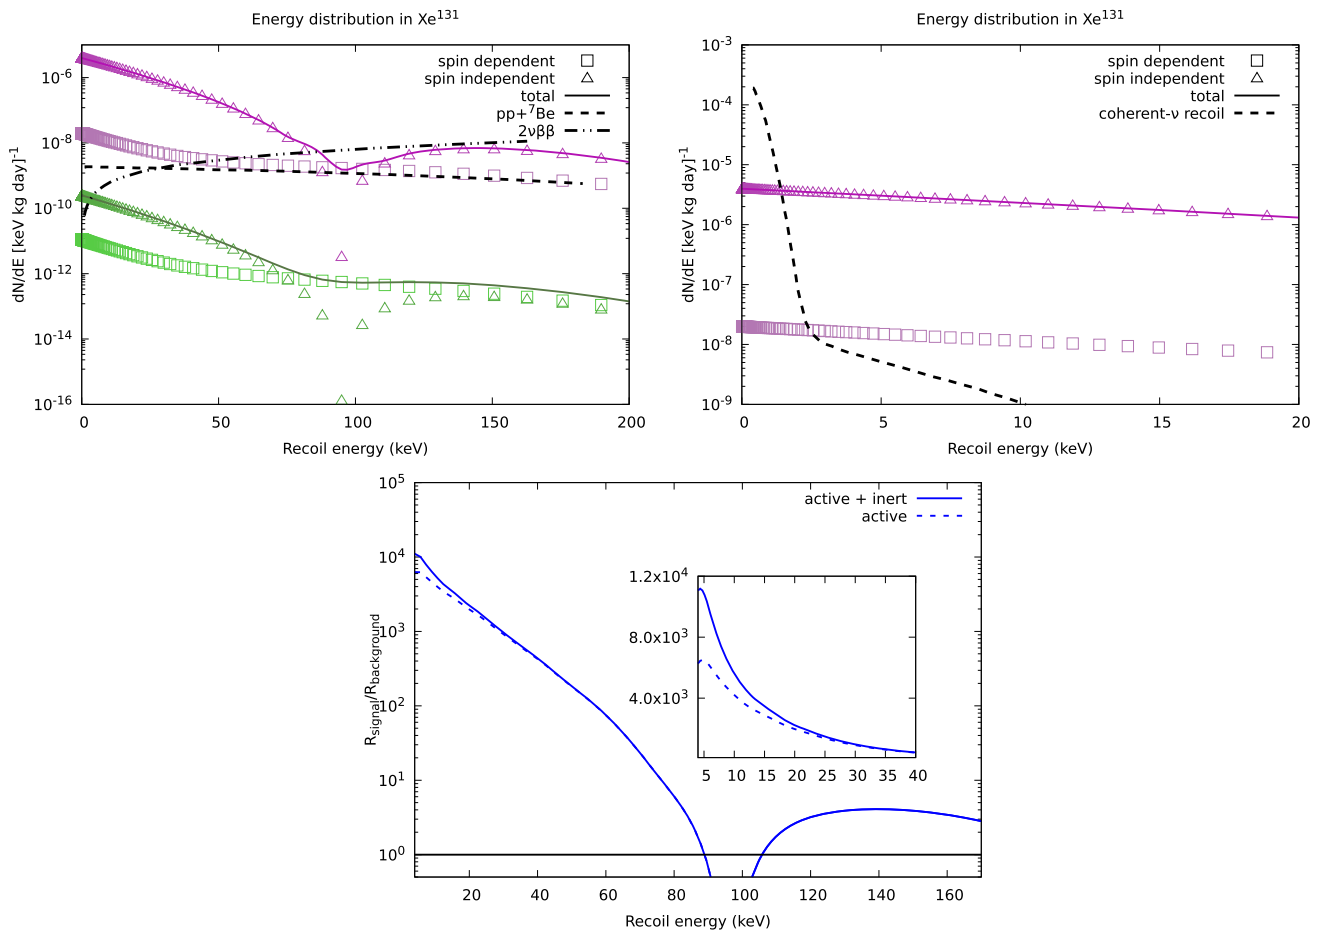 Energy distribution in Xe¹³¹
spin dependent
spin independent
total
pp+⁷Be
2νββ
10⁻⁶
10⁻⁸
10⁻¹⁰
10⁻¹²
10⁻¹⁴
10⁻¹⁶
dN/dE [keV kg day]⁻¹
0 50 100 150 200
Recoil energy (keV)
Energy distribution in Xe¹³¹
spin dependent
spin independent
total
coherent-ν recoil
10⁻³
10⁻⁴
10⁻⁵
10⁻⁶
10⁻⁷
10⁻⁸
10⁻⁹
dN/dE [keV kg day]⁻¹
0 5 10 15 20
Recoil energy (keV)
active + inert
active
10⁵
10⁴
10³
10²
10¹
10⁰
R_signal/R_background
1.2x10⁴
8.0x10³
4.0x10³
5 10 15 20 25 30 35 40
20 40 60 80 100 120 140 160
Recoil energy (keV)